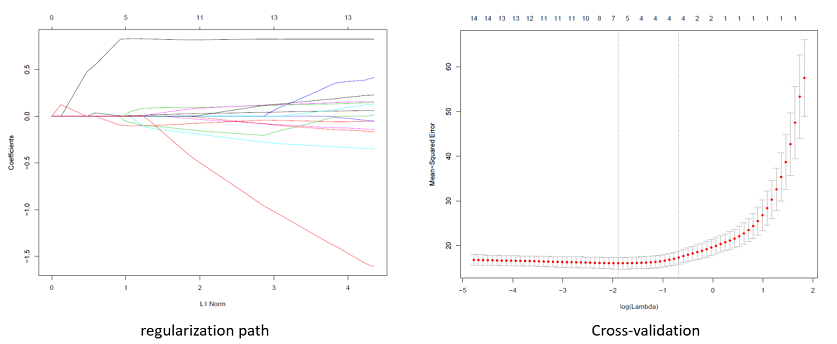 0 5 11 13 13
Coefficients
0.5
0.0
−0.5
−1.0
−1.5
0 1 2 3 4
L1 Norm
regularization path
14 14 13 13 12 11 11 11 10 8 7 5 4 4 4 2 2 1 1 1 1 1 1
Mean−Squared Error
60
50
40
30
20
−5 −4 −3 −2 −1 0 1 2
log(Lambda)
Cross-validation